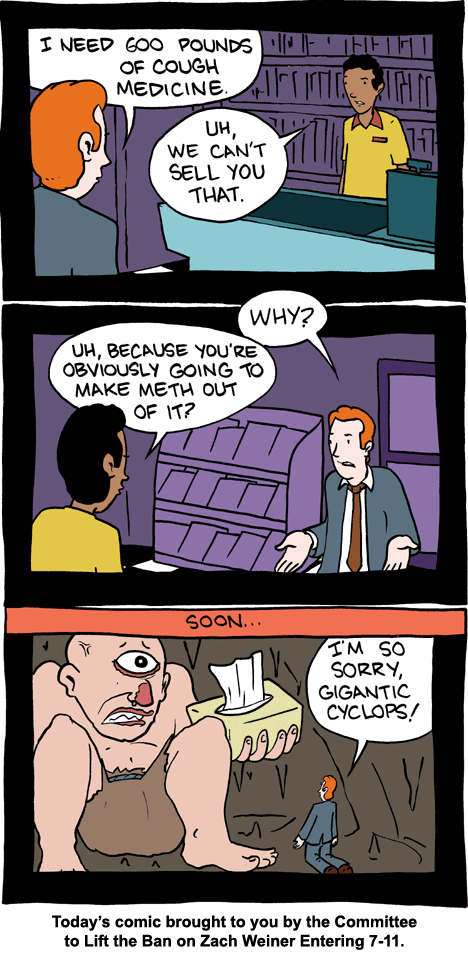 I NEED 600 POUNDS
OF COUGH
MEDICINE.
UH,
WE CAN'T
SELL YOU
THAT.
WHY?
UH, BECAUSE YOU'RE
OBVIOUSLY GOING TO
MAKE METH OUT
OF IT?
SOON...
I'M SO
SORRY,
GIGANTIC
CYCLOPS!
Today's comic brought to you by the Committee
to Lift the Ban on Zach Weiner Entering 7-11.